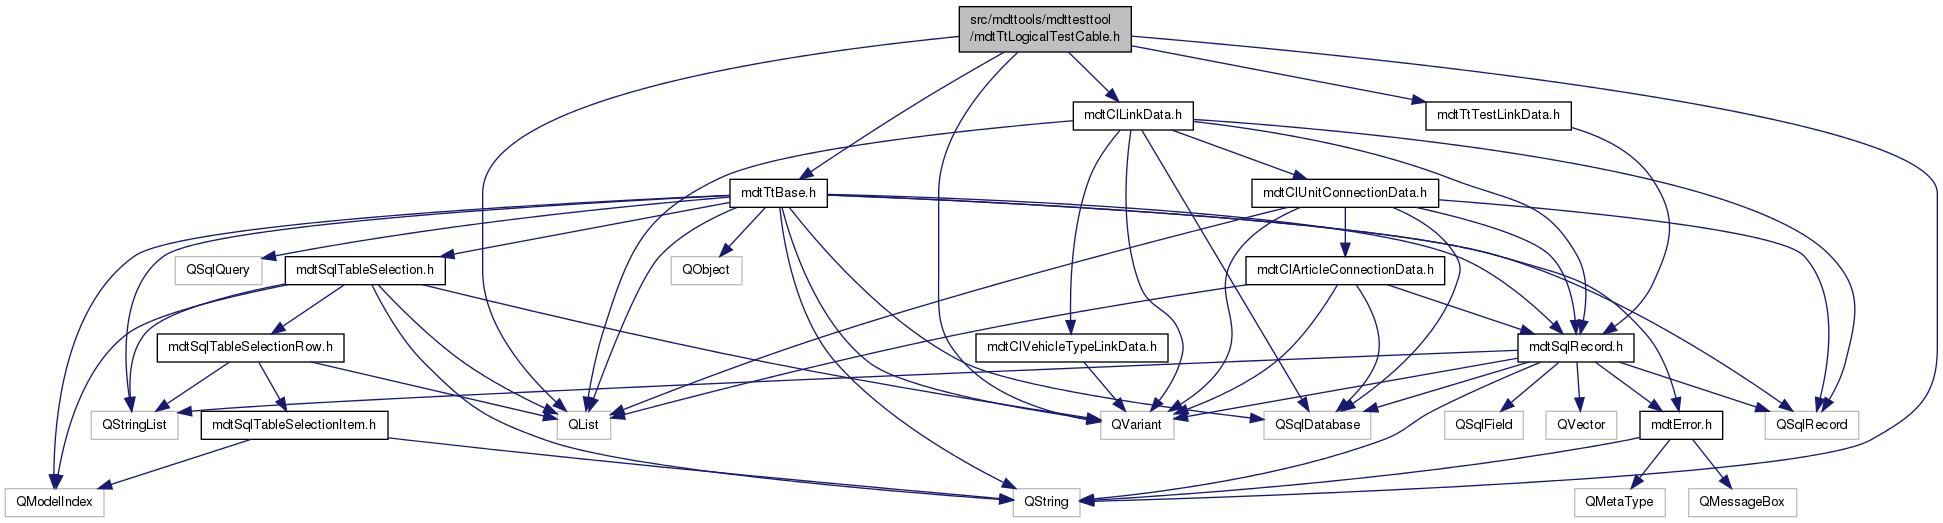 src/mdttools/mdttesttool
/mdtTtLogicalTestCable.h
mdtClLinkData.h
mdtTtTestLinkData.h
mdtTtBase.h
mdtClUnitConnectionData.h
QSqlQuery
mdtSqlTableSelection.h
QObject
mdtClArticleConnectionData.h
mdtSqlTableSelectionRow.h
mdtClVehicleTypeLinkData.h
mdtSqlRecord.h
QStringList
mdtSqlTableSelectionItem.h
QList
QVariant
QSqlDatabase
QSqlField
QVector
mdtError.h
QSqlRecord
QModelIndex
QString
QMetaType
QMessageBox